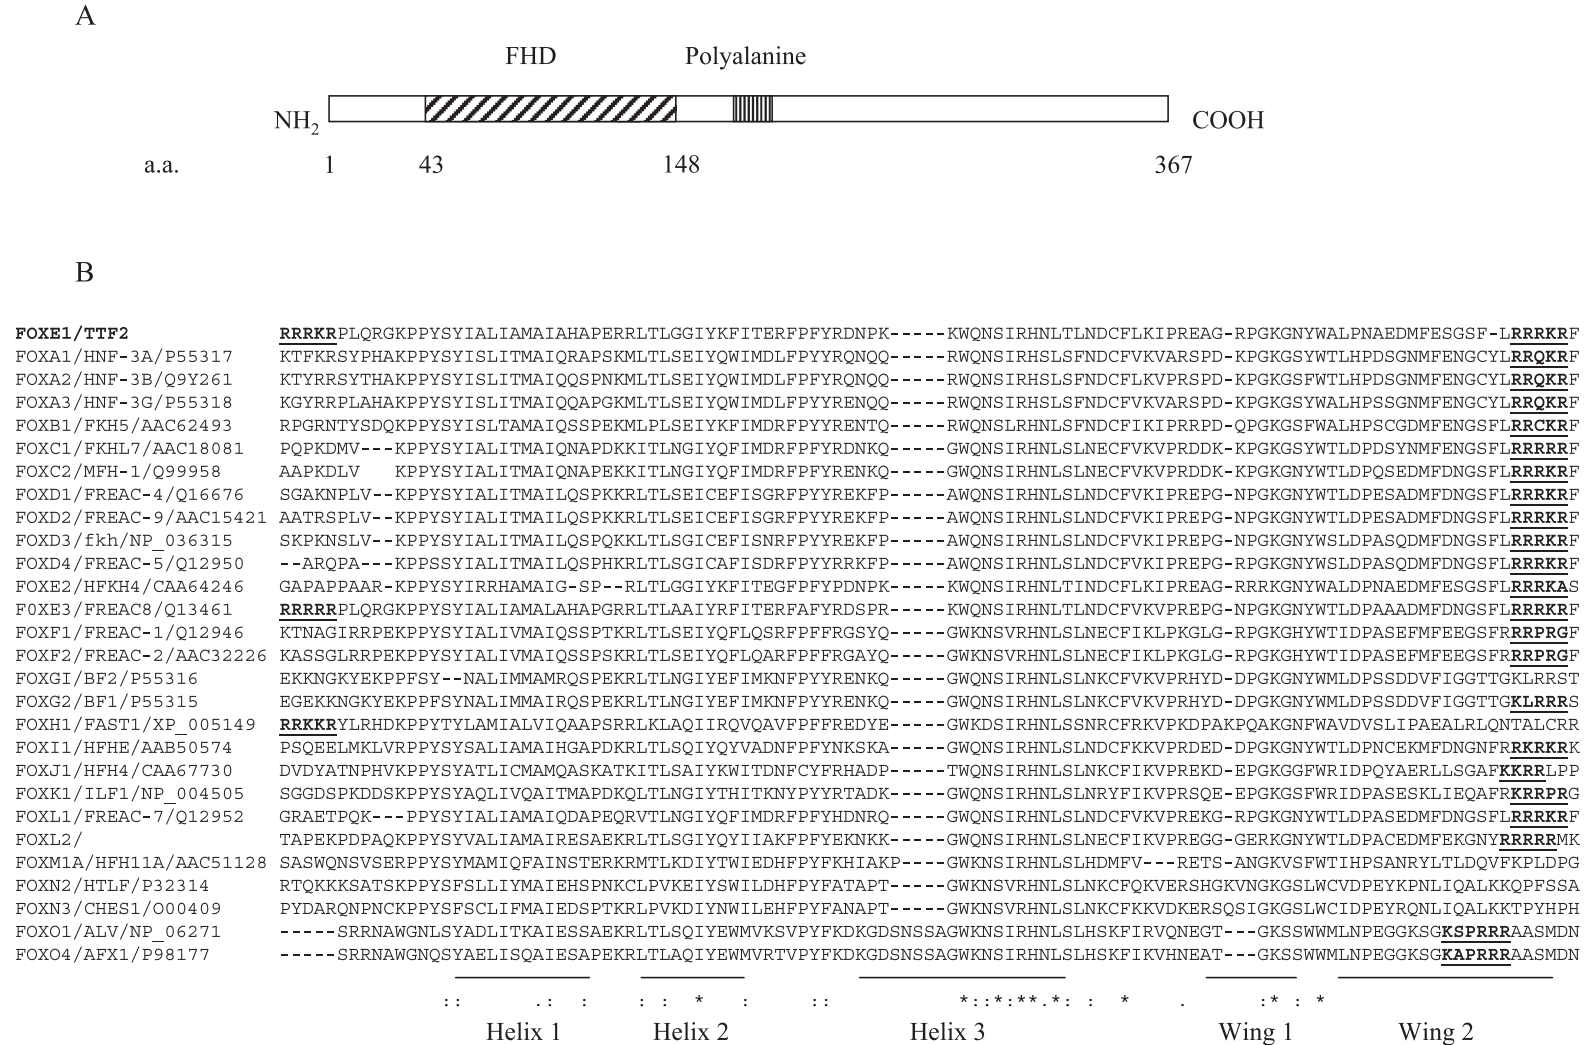 A
FHD Polyalanine
NH2 COOH
a.a. 1 43 148 367
B
FOXE1/TTF2 RRRKRPLQRGKPPYSYIALIAMAIAHAPERRLTLGGIYKFITERFPFYRDNPK-----KWQNSIRHNLTLNDCFLKIPREAG-RPGKGNYWALPNAEDMFESGSF-LRRRKRF
FOXA1/HNF-3A/P55317 KTFKRSYPHAKPPYSYISLITMAIQRAPSKMLTLSEIYQWIMDLFPYYRQNQQ-----RWQNSIRHSLSFNDCFVKVARSPD-KPGKGSYWTLHPDSGNMFENGCYLRRQKRF
FOXA2/HNF-3B/Q9Y261 KTYRRSYTHAKPPYSYISLITMAIQQSPNKMLTLSEIYQWIMDLFPFYRQNQQ-----RWQNSIRHSLSFNDCFLKVPRSPD-KPGKGSFWTLHPDSGNMFENGCYLRRQKRF
FOXA3/HNF-3G/P55318 KGYRRPLAHAKPPYSYISLITMAIQQAPGKMLTLSEIYQWIMDLFPYYRENQQ-----RWQNSIRHSLSFNDCFVKVARSPD-KPGKGSYWALHPSSGNMFENGCYLRRQKRF
FOXB1/FKH5/AAC62493 RPGRNTYSDQKPPYSYISLTAMAIQSSPEKMLPLSEIYKFIMDRFPYYRENTQ-----RWQNSLRHNLSFNDCFIKIPRRPD-QPGKGSFWALHPSCGDMFENGSFLRRCKRF
FOXC1/FKHL7/AAC18081 PQPKDMV---KPPYSYIALITMAIQNAPDKKITLNGIYQFIMDRFPFYRDNKQ-----GWQNSIRHNLSLNECFVKVPRDDK-KPGKGSYWTLDPDSYNMFENGSFLRRRRRF
FOXC2/MFH-1/Q99958 AAPKDLV   KPPYSYIALITMAIQNAPEKKITLNGIYQFIMDRFPFYRENKQ-----GWQNSIRHNLSLNECFVKVPRDDK-KPGKGSYWTLDPQSEDMFDNGSFLRRRKRF
FOXD1/FREAC-4/Q16676 SGAKNPLV--KPPYSYIALITMAILQSPKKRLTLSEICEFISGRFPYYREKFP-----AWQNSIRHNLSLNDCFVKIPREPG-NPGKGNYWTLDPESADMFDNGSFLRRRKRF
FOXD2/FREAC-9/AAC15421 AATRSPLV--KPPYSYIALITMAILQSPKKRLTLSEICEFISGRFPYYREKFP-----AWQNSIRHNLSLNDCFVKIPREPG-NPGKGNYWTLDPESADMFDNGSFLRRRKRF
FOXD3/fkh/NP_036315 SKPKNSLV--KPPYSYIALITMAILQSPQKKLTLSGICEFISNRFPYYREKFP-----AWQNSIRHNLSLNDCFVKIPREPG-NPGKGNYWSLDPASQDMFDNGSFLRRRKRF
FOXD4/FREAC-5/Q12950 --ARQPA---KPPSSYIALITMAILQSPHKRLTLSGICAFISDRFPYYRRKFP-----AWQNSIRHNLSLNDCFVKIPREPG-HPGKGNYWSLDPASQDMFDNGSFLRRRKRF
FOXE2/HFKH4/CAA64246 GAPAPPAAR-KPPYSYIRRHAMAIG-SP--RLTLGGIYKFITEGFPFYPDNPK-----KWQNSIRHNLTINDCFLKIPREAG-RRRKGNYWALDPNAEDMFESGSFLRRRKAS
F0XE3/FREAC8/Q13461 RRRRRPLQRGKPPYSYIALIAMALAHAPGRRLTLAAIYRFITERFAFYRDSPR-----KWQNSIRHNLTLNDCFVKVPREPG-NPGKGNYWTLDPAAADMFDNGSFLRRRKRF
FOXF1/FREAC-1/Q12946 KTNAGIRRPEKPPYSYIALIVMAIQSSPTKRLTLSEIYQFLQSRFPFFRGSYQ-----GWKNSVRHNLSLNECFIKLPKGLG-RPGKGHYWTIDPASEFMFEEGSFRRRPRGF
FOXF2/FREAC-2/AAC32226 KASSGLRRPEKPPYSYIALIVMAIQSSPSKRLTLSEIYQFLQARFPFFRGAYQ-----GWKNSVRHNLSLNECFIKLPKGLG-RPGKGHYWTIDPASEFMFEEGSFRRRPRGF
FOXGI/BF2/P55316 EKKNGKYEKPPFSY--NALIMMAMRQSPEKRLTLNGIYEFIMKNFPYYRENKQ-----GWQNSIRHNLSLNKCFVKVPRHYD-DPGKGNYWMLDPSSDDVFIGGTTGKLRRST
FOXG2/BF1/P55315 EGEKKNGKYEKPPFSYNALIMMAIRQSPEKRLTLNGIYEFIMKNFPYYRENKQ-----GWQNSIRHNLSLNKCFVKVPRHYD-DPGKGNYWMLDPSSDDVFIGGTTGKLRRRS
FOXH1/FAST1/XP_005149 RRKKRYLRHDKPPYTYLAMIALVIQAAPSRRLKLAQIIRQVQAVFPFFREDYE-----GWKDSIRHNLSSNRCFRKVPKDPAKPQAKGNFWAVDVSLIPAEALRLQNTALCRR
FOXI1/HFHE/AAB50574 PSQEELMKLVRPPYSYSALIAMAIHGAPDKRLTLSQIYQYVADNFPFYNKSKA-----GWQNSIRHNLSLNDCFKKVPRDED-DPGKGNYWTLDPNCEKMFDNGNFRRKRKRK
FOXJ1/HFH4/CAA67730 DVDYATNPHVKPPYSYATLICMAMQASKATKITLSAIYKWITDNFCYFRHADP-----TWQNSIRHNLSLNKCFIKVPREKD-EPGKGGFWRIDPQYAERLLSGAFKKRRLPP
FOXK1/ILF1/NP_004505 SGGDSPKDDSKPPYSYAQLIVQAITMAPDKQLTLNGIYTHITKNYPYYRTADK-----GWQNSIRHNLSLNRYFIKVPRSQE-EPGKGSFWRIDPASESKLIEQAFRKRRPRG
FOXL1/FREAC-7/Q12952 GRAETPQK---PPYSYIALIAMAIQDAPEQRVTLNGIYQFIMDRFPFYHDNRQ-----GWQNSIRHNLSLNDCFVKVPREKG-RPGKGSYWTLDPRCLDMFENGNFLRRRKRF
FOXL2/ TAPEKPDPAQKPPYSYVALIAMAIRESAEKRLTLSGIYQYIIAKFPFYEKNKK-----GWQNSIRHNLSLNECFIKVPREGG-GERKGNYWTLDPACEDMFEKGNYRRRRRMK
FOXM1A/HFH11A/AAC51128 SASWQNSVSERPPYSYMAMIQFAINSTERKRMTLKDIYTWIEDHFPYFKHIAKP----GWKNSIRHNLSLHDMFV---RETS-ANGKVSFWTIHPSANRYLTLDQVFKPLDPG
FOXN2/HTLF/P32314 RTQKKKSATSKPPYSFSLLIYMAIEHSPNKCLPVKEIYSWILDHFPYFATAPT-----GWKNSVRHNLSLNKCFQKVERSHGKVNGKGSLWCVDPEYKPNLIQALKKQPFSSA
FOXN3/CHES1/O00409 PYDARQNPNCKPPYSFSCLIFMAIEDSPTKRLPVKDIYNWILEHFPYFANAPT-----GWKNSVRHNLSLNKCFKKVDKERSQSIGKGSLWCIDPEYRQNLIQALKKTPYHPH
FOXO1/ALV/NP_06271 -----SRRNAWGNLSYADLITKAIESSAEKRLTLSQIYEWMVKSVPYFKDKGDSNSSAGWKNSIRHNLSLHSKFIRVQNEGT---GKSSWWMLNPEGGKSGKSPRRRAASMDN
FOXO4/AFX1/P98177 -----SRRNAWGNQSYAELISQAIESAPEKRLTLAQIYEWMVRTVPYFKDKGDSNSSAGWKNSIRHNLSLHSKFIKVHNEAT---GKSSWWMLNPEGGKSGKAPRRRAASMDN
:: .: : : : : * : :: *::*:**.*: : * . :* : *
Helix 1 Helix 2 Helix 3 Wing 1 Wing 2